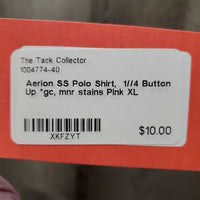 The Tack Collector
1004774-40
Aerion SS Polo Shirt, 1//4 Button
Up *gc, mnr stains Pink XL
XKFZYT
$10.00